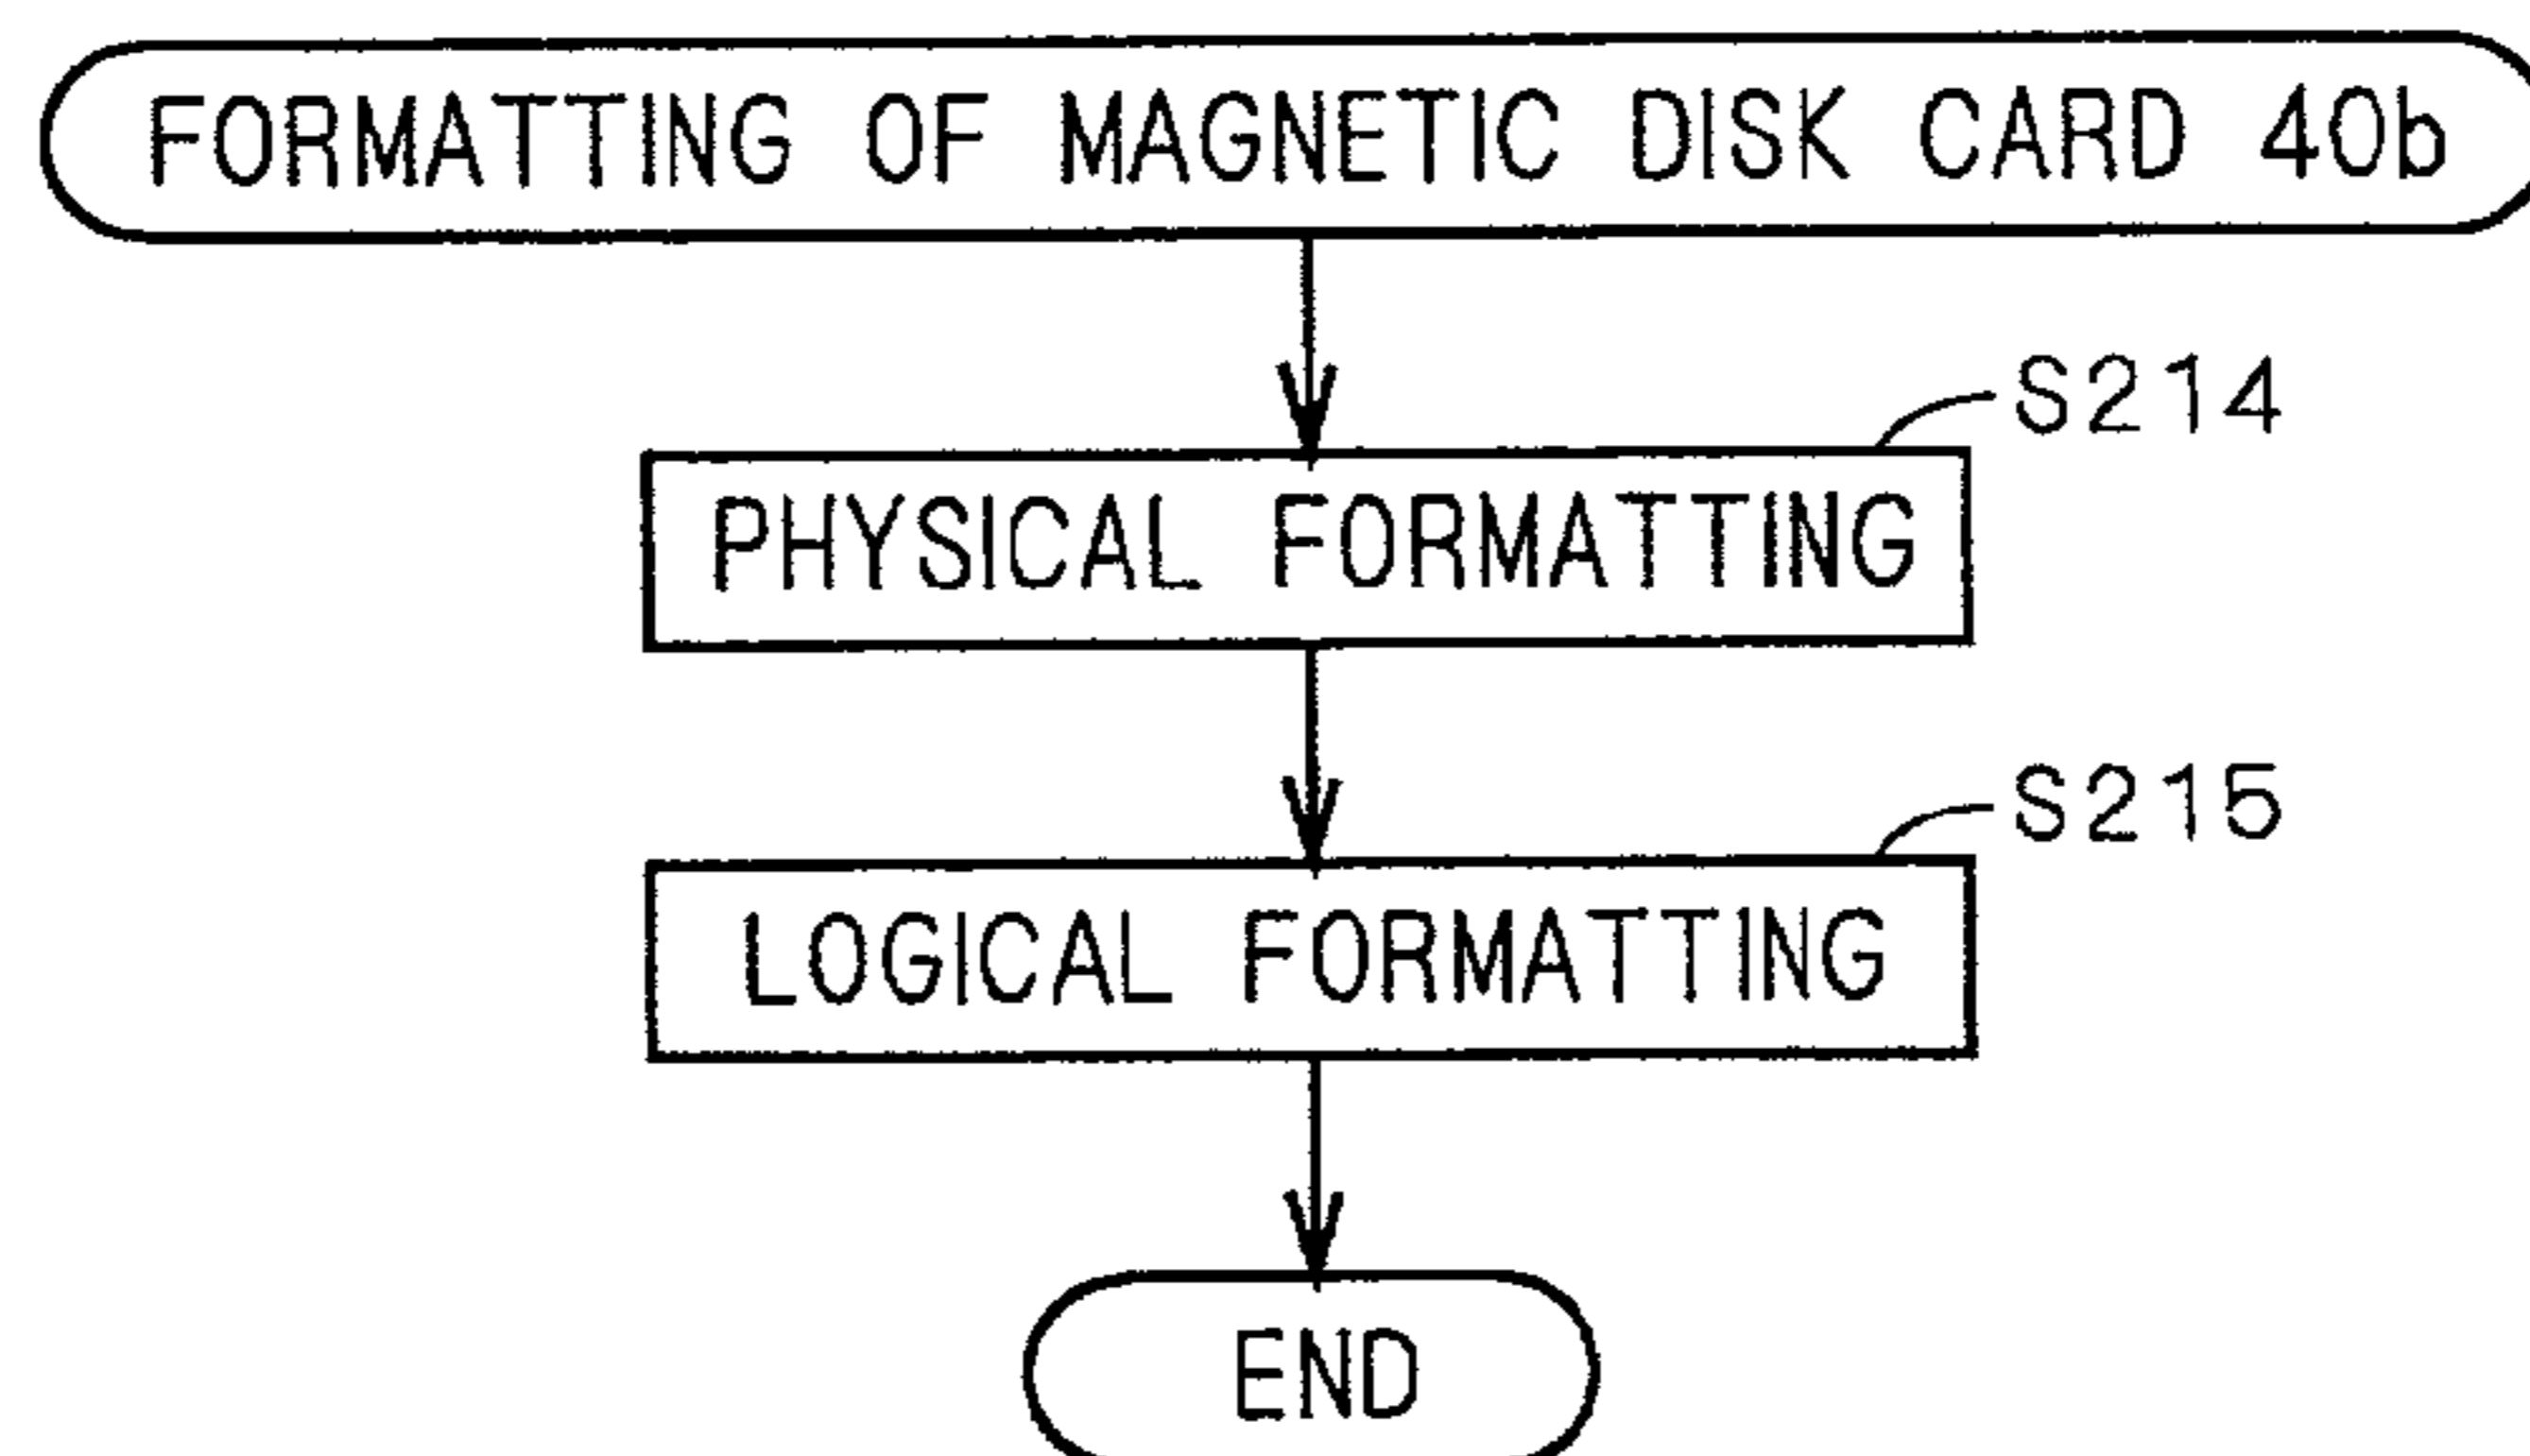 FORMATTING OF MAGNETIC DISK CARD 40b
S214
PHYSICAL FORMATTING
S215
LOGICAL FORMATTING
END